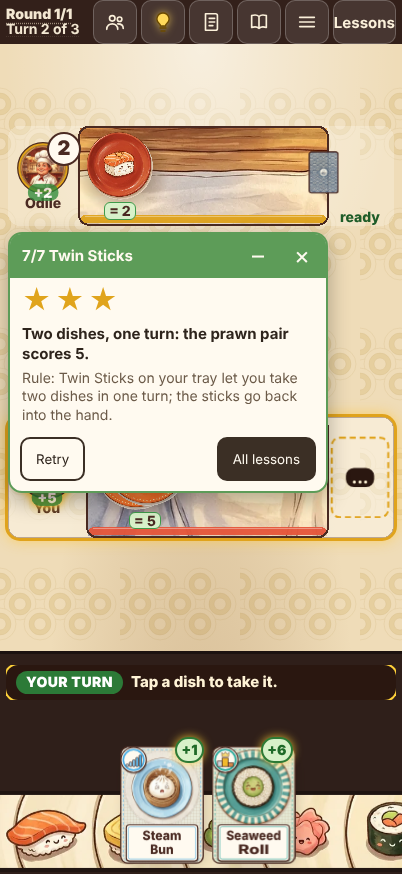 Round 1/1
Turn 2 of 3
Lessons
2
+2
Odile
= 2
ready
7/7 Twin Sticks
Two dishes, one turn: the prawn pair
scores 5.
Rule: Twin Sticks on your tray let you take
two dishes in one turn; the sticks go back
into the hand.
Retry
All lessons
+5
You
= 5
...
YOUR TURN
Tap a dish to take it.
+1
+6
Steam
Bun
Seaweed
Roll